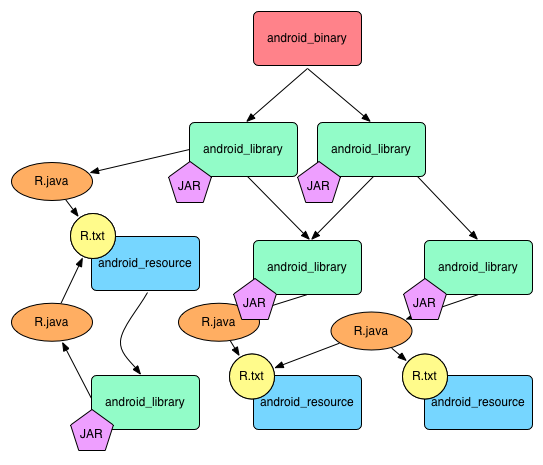 android_binary
android_library
android_library
JAR
JAR
R.java
R.txt
android_resource
android_library
android_library
JAR
JAR
R.java
R.java
R.java
R.txt
R.txt
android_library
android_resource
android_resource
JAR